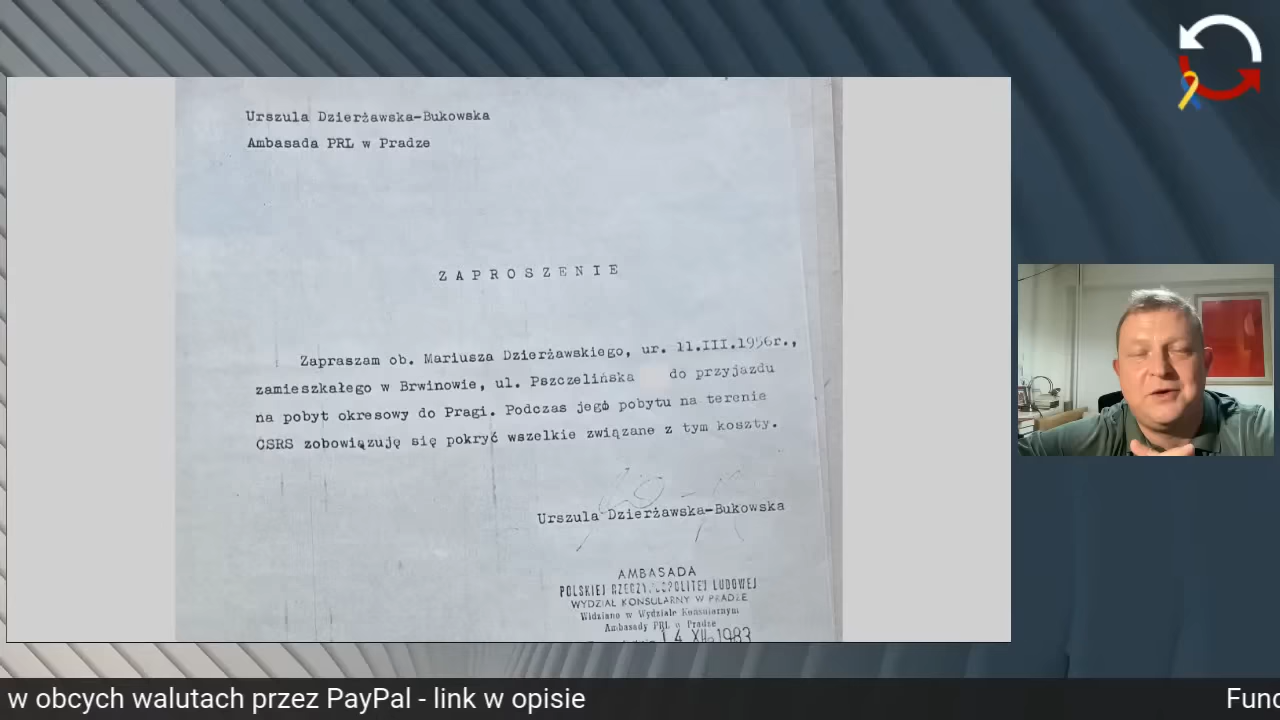 Urszula Dzierżawska-Bukowska
Ambasada PRL w Pradze
ZAPROSZENIE
Zapraszam ob. Mariusza Dzierżawskiego, ur. 11.III.1956r.,
zamieszkałego w Brwinowie, ul. Pszczelińska do przyjazdu
na pobyt okresowy do Pragi. Podczas jego pobytu na terenie
CSRS zobowiązuję się pokryć wszelkie związane z tym koszty.
Urszula Dzierżawska-Bukowska
AMBASADA
POLSKIEJ RZECZYPOSPOLITEJ LUDOWEJ
WYDZIAŁ KONSULARNY W PRADZE
Widziano w Wydziale Konsularnym
Ambasady PRL w Pradze
14 XII 1983
w obcych walutach przez PayPal - link w opisie
Fund